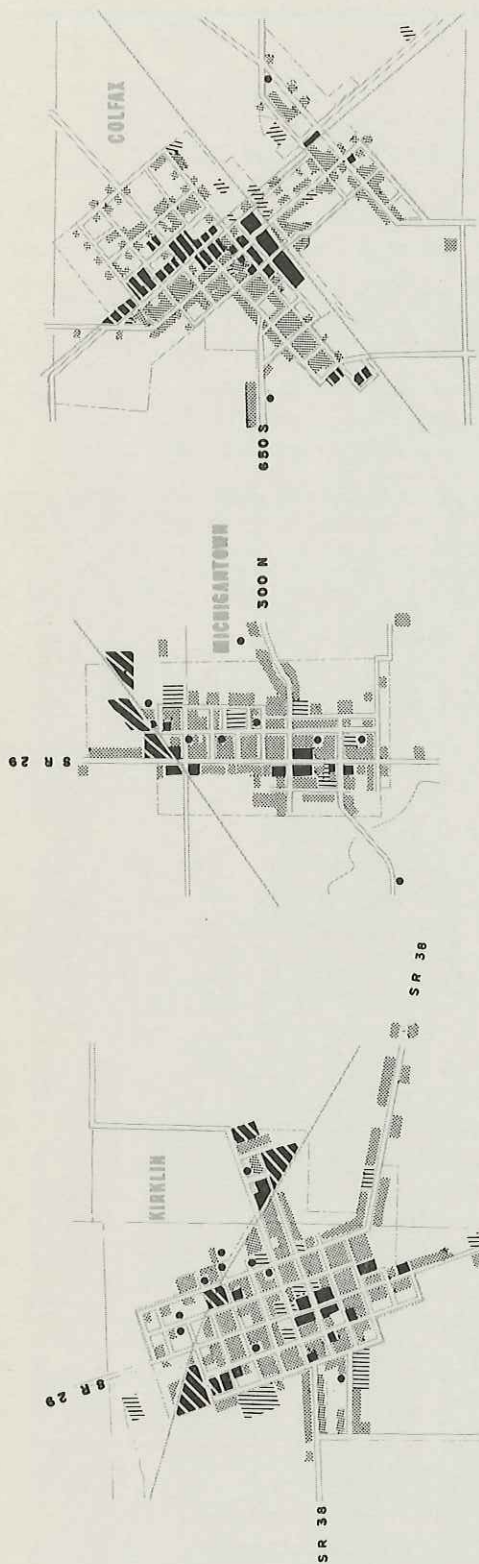 COLFAX
650 S
MICHIGANTOWN
300 N
SR 29
KIRKLIN
SR 29
SR 38
SR 38